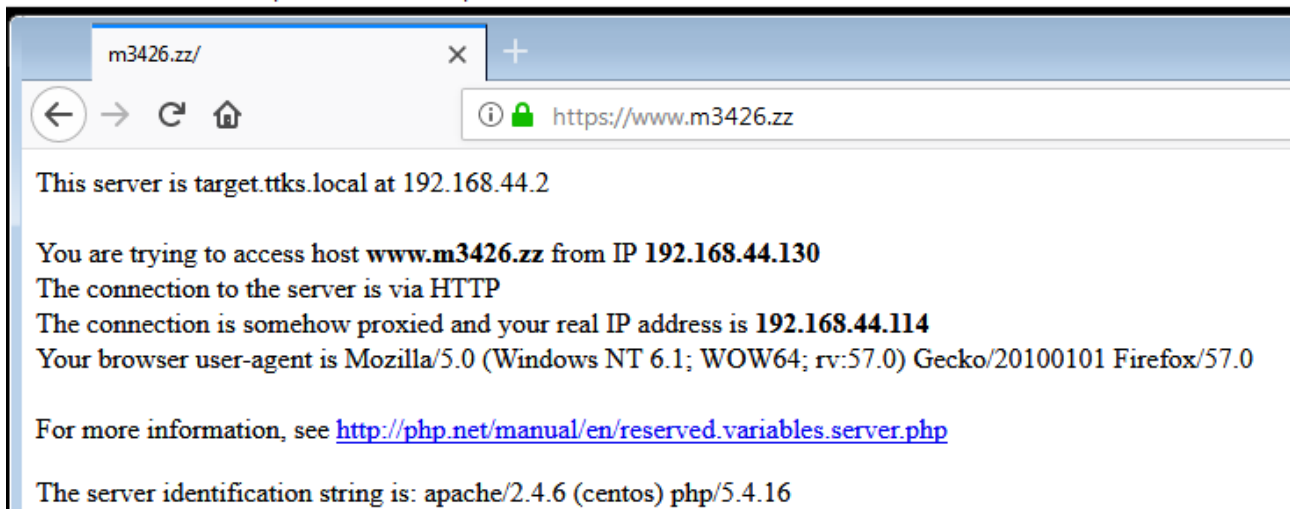 m3426.zz/
https://www.m3426.zz
This server is target.ttks.local at 192.168.44.2
You are trying to access host www.m3426.zz from IP 192.168.44.130
The connection to the server is via HTTP
The connection is somehow proxied and your real IP address is 192.168.44.114
Your browser user-agent is Mozilla/5.0 (Windows NT 6.1; WOW64; rv:57.0) Gecko/20100101 Firefox/57.0
For more information, see http://php.net/manual/en/reserved.variables.server.php
The server identification string is: apache/2.4.6 (centos) php/5.4.16